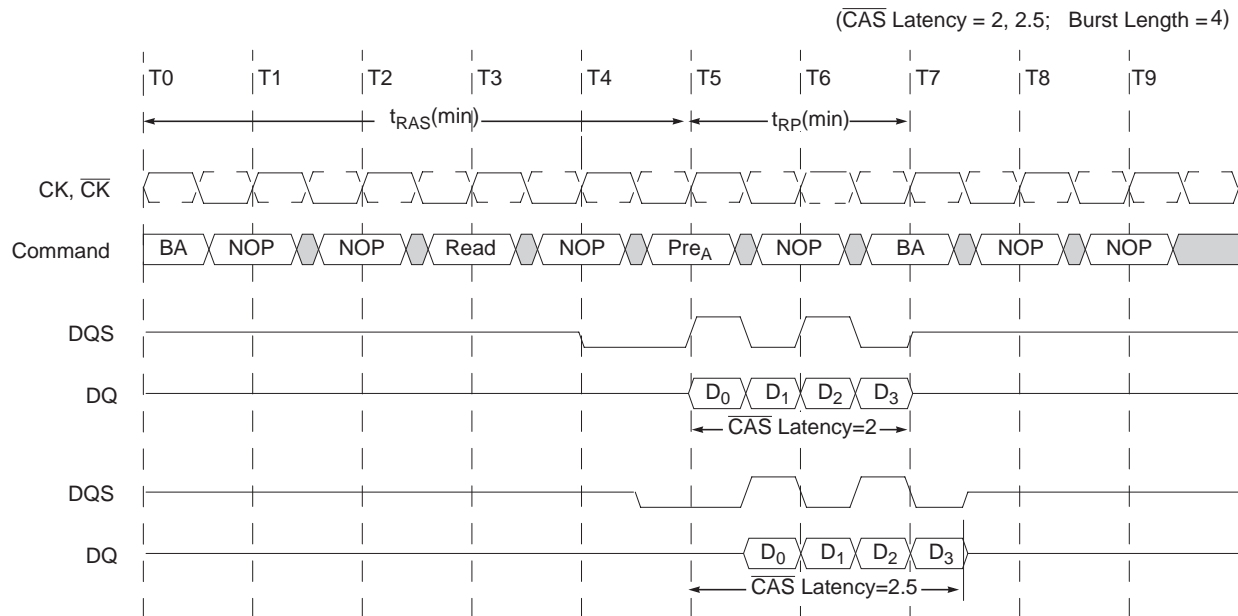 (CAS Latency = 2, 2.5; Burst Length = 4)
T0 T1 T2 T3 T4 T5 T6 T7 T8 T9
tRAS(min) tRP(min)
CK, CK
Command BA NOP NOP Read NOP PreA NOP BA NOP NOP
DQS
DQ D0 D1 D2 D3
CAS Latency=2
DQS
DQ D0 D1 D2 D3
CAS Latency=2.5